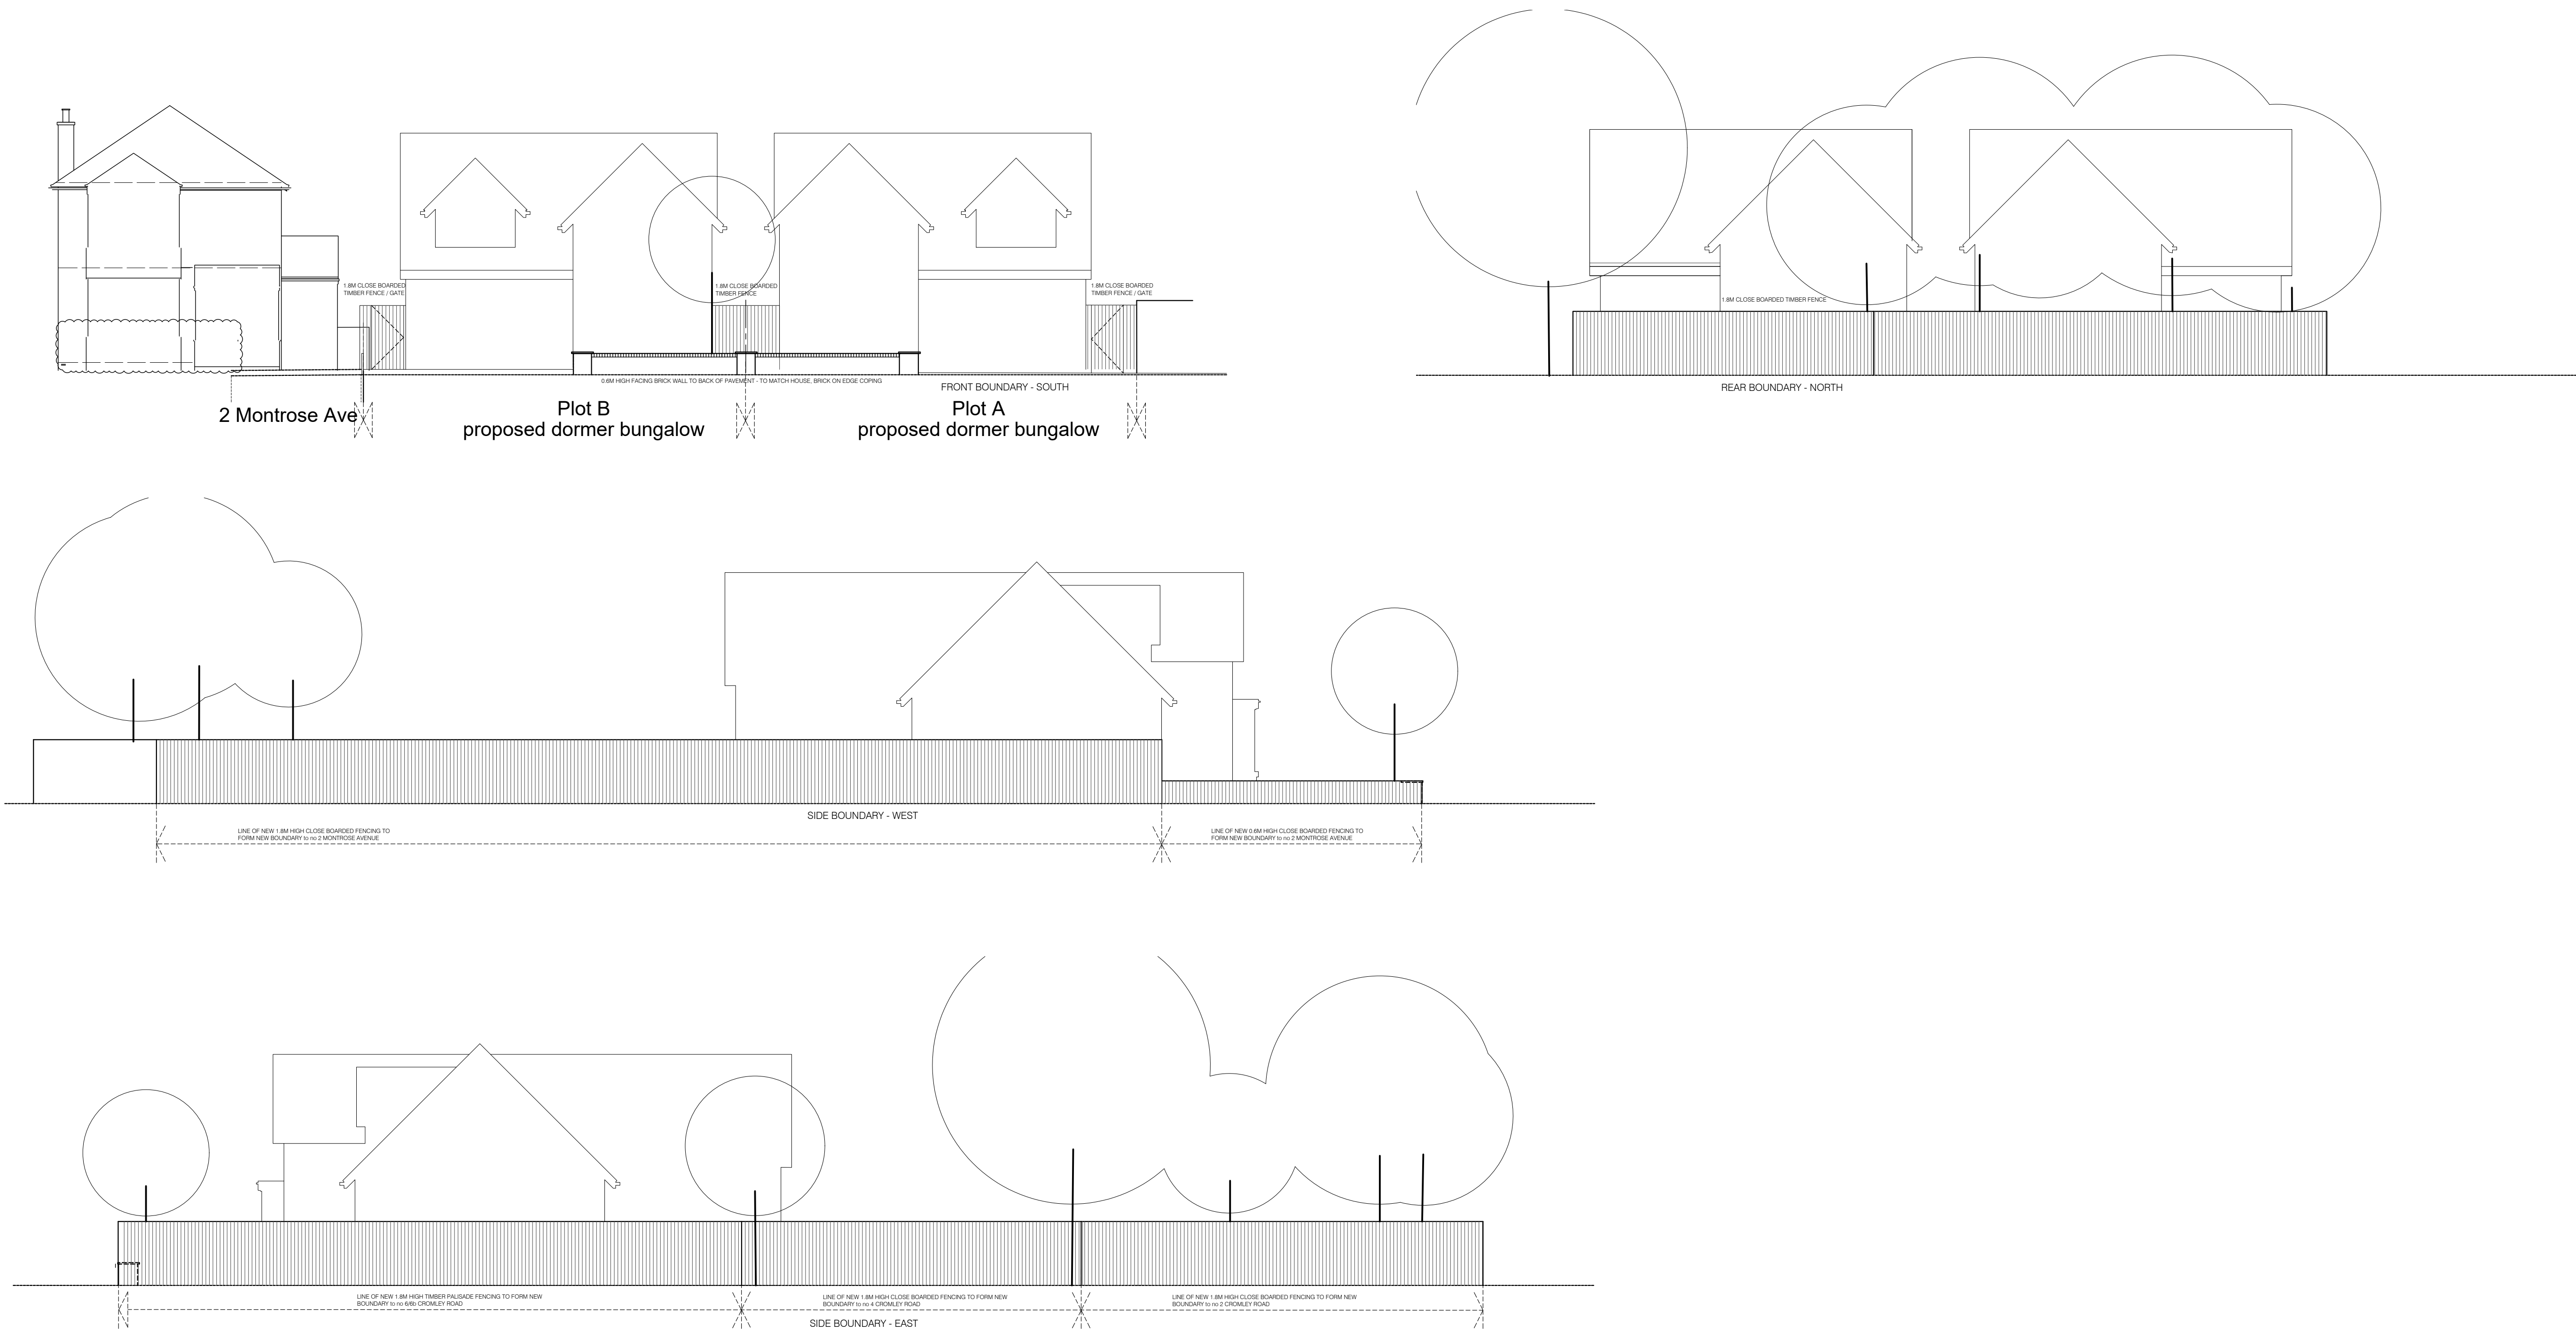 1.8M CLOSE BOARDED
TIMBER FENCE / GATE
1.8M CLOSE BOARDED
TIMBER FENCE
1.8M CLOSE BOARDED
TIMBER FENCE / GATE
0.6M HIGH FACING BRICK WALL TO BACK OF PAVEMENT - TO MATCH HOUSE, BRICK ON EDGE COPING
FRONT BOUNDARY - SOUTH
2 Montrose Ave
Plot B
proposed dormer bungalow
Plot A
proposed dormer bungalow
1.8M CLOSE BOARDED TIMBER FENCE
REAR BOUNDARY - NORTH
SIDE BOUNDARY - WEST
LINE OF NEW 1.8M HIGH CLOSE BOARDED FENCING TO
FORM NEW BOUNDARY to no 2 MONTROSE AVENUE
LINE OF NEW 0.6M HIGH CLOSE BOARDED FENCING TO
FORM NEW BOUNDARY to no 2 MONTROSE AVENUE
LINE OF NEW 1.8M HIGH TIMBER PALISADE FENCING TO FORM NEW
BOUNDARY to no 6/6b CROMLEY ROAD
LINE OF NEW 1.8M HIGH CLOSE BOARDED FENCING TO FORM NEW
BOUNDARY to no 4 CROMLEY ROAD
LINE OF NEW 1.8M HIGH CLOSE BOARDED FENCING TO FORM NEW
BOUNDARY to no 2 CROMLEY ROAD
SIDE BOUNDARY - EAST